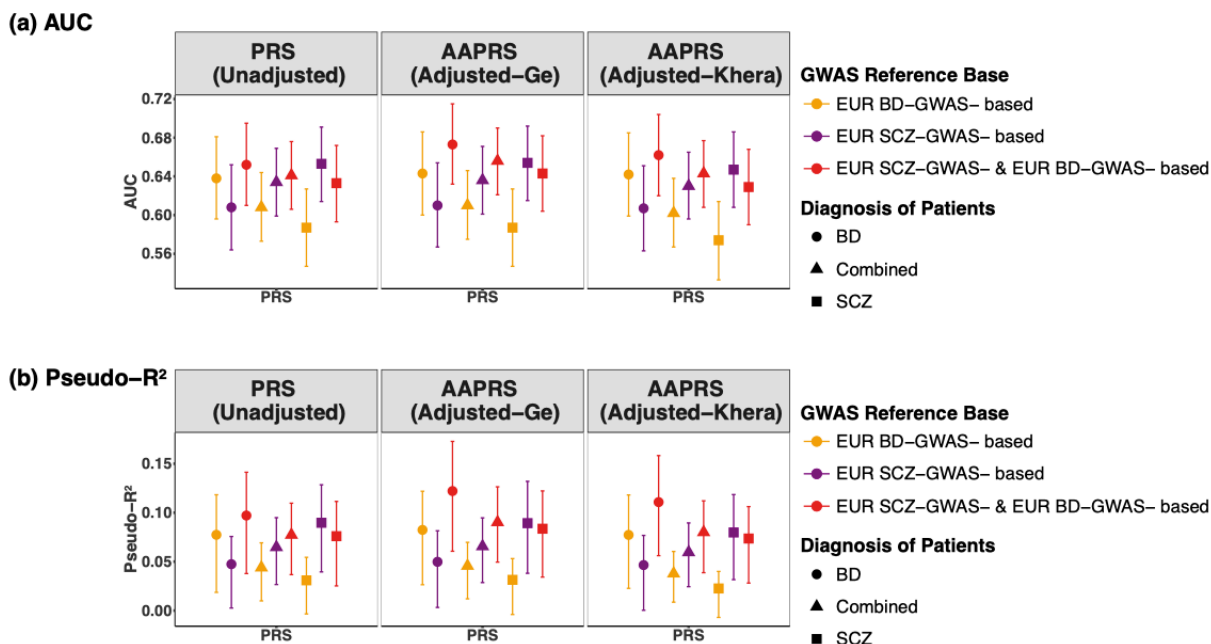 (a) AUC
PRS
(Unadjusted)
AAPRS
(Adjusted−Ge)
AAPRS
(Adjusted−Khera)
0.72
0.68
0.64
0.60
0.56
AUC
PRS
PRS
PRS
GWAS Reference Base
EUR BD−GWAS− based
EUR SCZ−GWAS− based
EUR SCZ−GWAS− & EUR BD−GWAS− based
Diagnosis of Patients
BD
Combined
SCZ
(b) Pseudo−R²
PRS
(Unadjusted)
AAPRS
(Adjusted−Ge)
AAPRS
(Adjusted−Khera)
0.15
0.10
0.05
0.00
Pseudo−R²
PRS
PRS
PRS
GWAS Reference Base
EUR BD−GWAS− based
EUR SCZ−GWAS− based
EUR SCZ−GWAS− & EUR BD−GWAS− based
Diagnosis of Patients
BD
Combined
SCZ